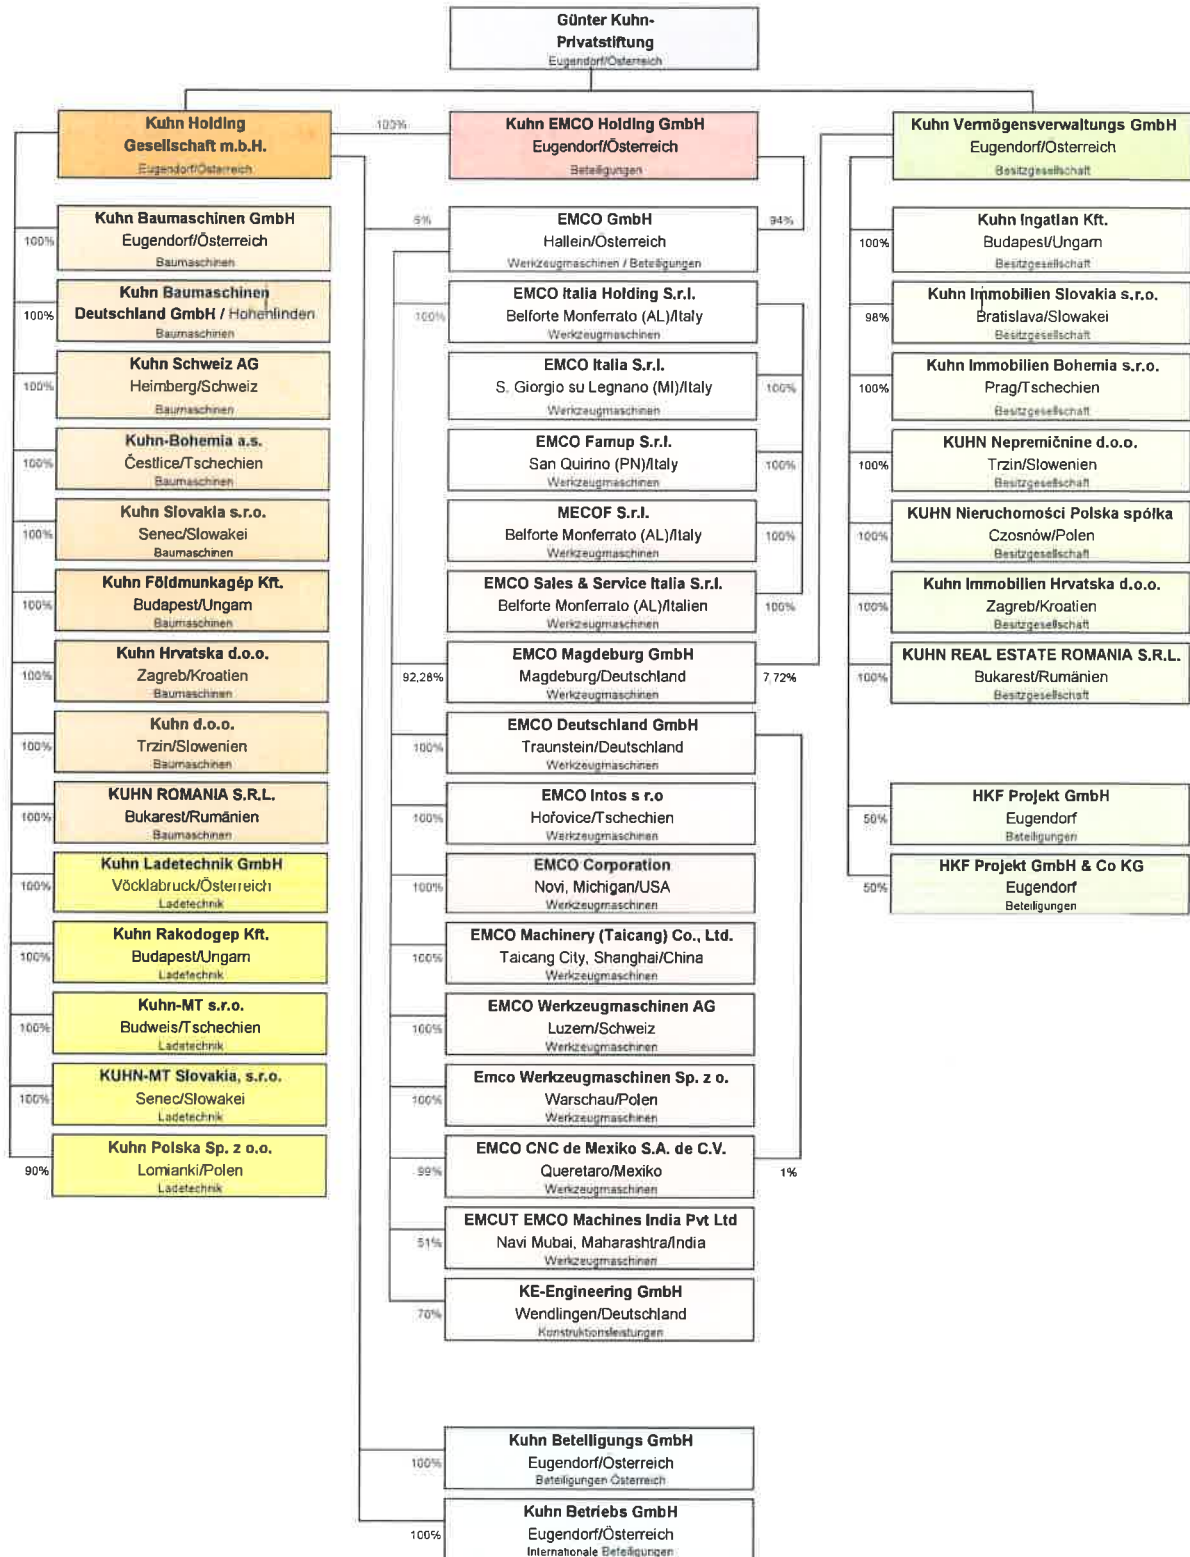 Günter Kuhn-
Privatstiftung
Eugendorf/Österreich
Kuhn Holding
Gesellschaft m.b.H.
Eugendorf/Österreich
100%
Kuhn EMCO Holding GmbH
Eugendorf/Österreich
Beteiligungen
Kuhn Vermögensverwaltungs GmbH
Eugendorf/Österreich
Besitzgesellschaft
100%
Kuhn Baumaschinen GmbH
Eugendorf/Österreich
Baumaschinen
100%
Kuhn Baumaschinen
Deutschland GmbH / Hohenlinden
Baumaschinen
100%
Kuhn Schweiz AG
Heimberg/Schweiz
Baumaschinen
100%
Kuhn-Bohemia a.s.
Čestlice/Tschechien
Baumaschinen
100%
Kuhn Slovakia s.r.o.
Senec/Slowakei
Baumaschinen
100%
Kuhn Földmunkagép Kft.
Budapest/Ungarn
Baumaschinen
100%
Kuhn Hrvatska d.o.o.
Zagreb/Kroatien
Baumaschinen
100%
Kuhn d.o.o.
Trzin/Slowenien
Baumaschinen
100%
KUHN ROMANIA S.R.L.
Bukarest/Rumänien
Baumaschinen
100%
Kuhn Ladetechnik GmbH
Vöcklabruck/Österreich
Ladetechnik
100%
Kuhn Rakodogep Kft.
Budapest/Ungarn
Ladetechnik
100%
Kuhn-MT s.r.o.
Budweis/Tschechien
Ladetechnik
100%
KUHN-MT Slovakia, s.r.o.
Senec/Slowakei
Ladetechnik
90%
Kuhn Polska Sp. z o.o.
Lomianki/Polen
Ladetechnik
EMCO GmbH
94%
Hallein/Österreich
Werkzeugmaschinen / Beteiligungen
100%
EMCO Italia Holding S.r.l.
Belforte Monferrato (AL)/Italy
Werkzeugmaschinen
EMCO Italia S.r.l.
S. Giorgio su Legnano (MI)/Italy
100%
Werkzeugmaschinen
EMCO Famup S.r.l.
San Quirino (PN)/Italy
100%
Werkzeugmaschinen
MECOF S.r.l.
Belforte Monferrato (AL)/Italy
100%
Werkzeugmaschinen
EMCO Sales & Service Italia S.r.l.
Belforte Monferrato (AL)/Italien
100%
Werkzeugmaschinen
92,28%
EMCO Magdeburg GmbH
Magdeburg/Deutschland
7,72%
Werkzeugmaschinen
100%
EMCO Deutschland GmbH
Traunstein/Deutschland
Werkzeugmaschinen
100%
EMCO Intos s r.o
Hořovice/Tschechien
Werkzeugmaschinen
100%
EMCO Corporation
Novi, Michigan/USA
Werkzeugmaschinen
100%
EMCO Machinery (Taicang) Co., Ltd.
Taicang City, Shanghai/China
Werkzeugmaschinen
100%
EMCO Werkzeugmaschinen AG
Luzern/Schweiz
Werkzeugmaschinen
100%
Emco Werkzeugmaschinen Sp. z o.
Warschau/Polen
Werkzeugmaschinen
99%
EMCO CNC de Mexiko S.A. de C.V.
Queretaro/Mexiko
1%
Werkzeugmaschinen
51%
EMCUT EMCO Machines India Pvt Ltd
Navi Mubai, Maharashtra/India
Werkzeugmaschinen
70%
KE-Engineering GmbH
Wendlingen/Deutschland
Konstruktionsleistungen
100%
Kuhn Beteiligungs GmbH
Eugendorf/Österreich
Beteiligungen Österreich
100%
Kuhn Betriebs GmbH
Eugendorf/Österreich
Internationale Beteiligungen
100%
Kuhn Ingatlan Kft.
Budapest/Ungarn
Besitzgesellschaft
98%
Kuhn Immobilien Slovakia s.r.o.
Bratislava/Slowakei
Besitzgesellschaft
100%
Kuhn Immobilien Bohemia s.r.o.
Prag/Tschechien
Besitzgesellschaft
100%
KUHN Nepremičnine d.o.o.
Trzin/Slowenien
Besitzgesellschaft
100%
KUHN Nieruchomości Polska spólka
Czosnów/Polen
Besitzgesellschaft
100%
Kuhn Immobilien Hrvatska d.o.o.
Zagreb/Kroatien
Besitzgesellschaft
100%
KUHN REAL ESTATE ROMANIA S.R.L.
Bukarest/Rumänien
Besitzgesellschaft
50%
HKF Projekt GmbH
Eugendorf
Beteiligungen
50%
HKF Projekt GmbH & Co KG
Eugendorf
Beteiligungen